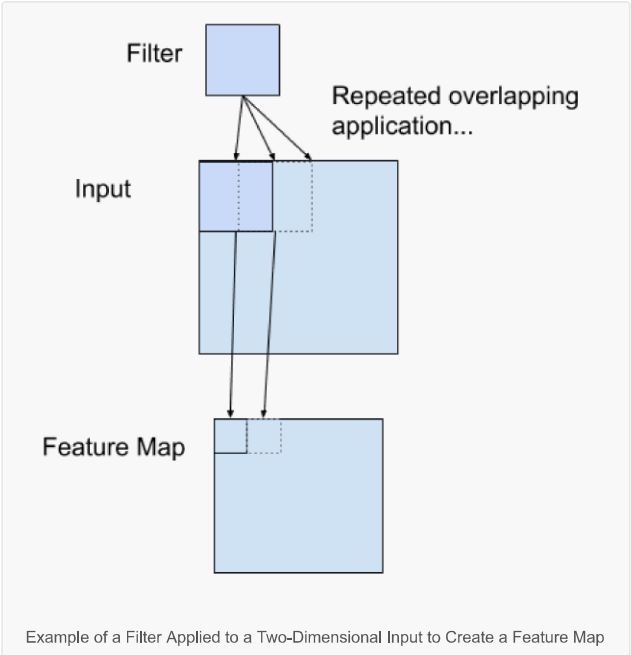 Filter
Repeated overlapping
application...
Input
Feature Map
Example of a Filter Applied to a Two-Dimensional Input to Create a Feature Map